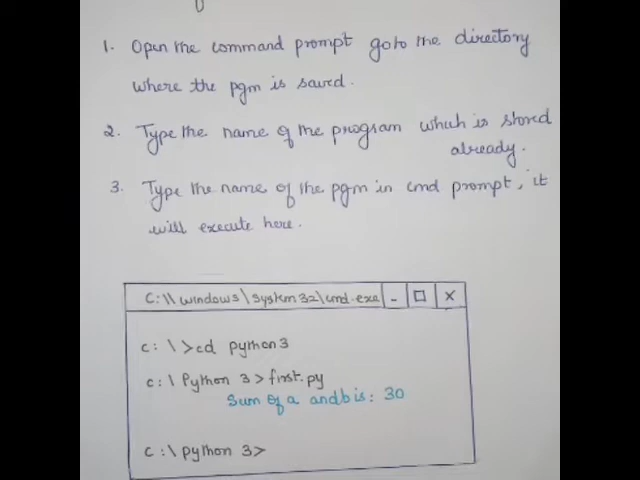 1. Open the command prompt goto the directory
where the pgm is saved.
2. Type the name of the program which is stored
already.
3. Type the name of the pgm in cmd prompt, it
will execute here.
C:\\windows\system32\cmd.exe - □ X
c:\>cd python3
c:\Python 3>first.py
Sum of a and b is: 30
c:\python 3>